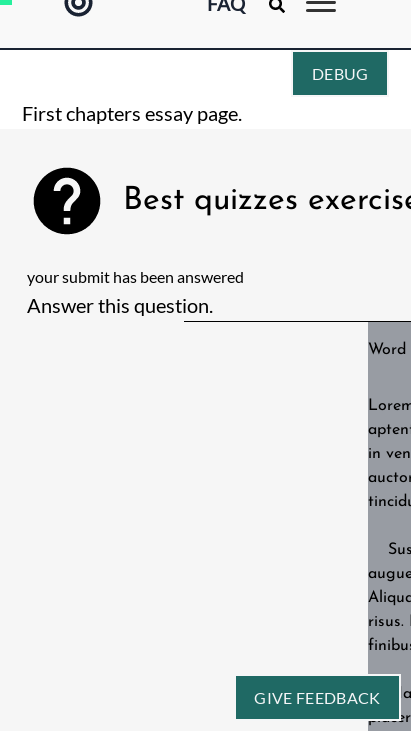 FAQ
DEBUG
First chapters essay page.
Best quizzes exercise
your submit has been answered
Answer this question.
Word
Lorem
aptent
in ven
auctor
tincidu
Sus
augue
Aliqua
risus.
finibus
a
placer
GIVE FEEDBACK